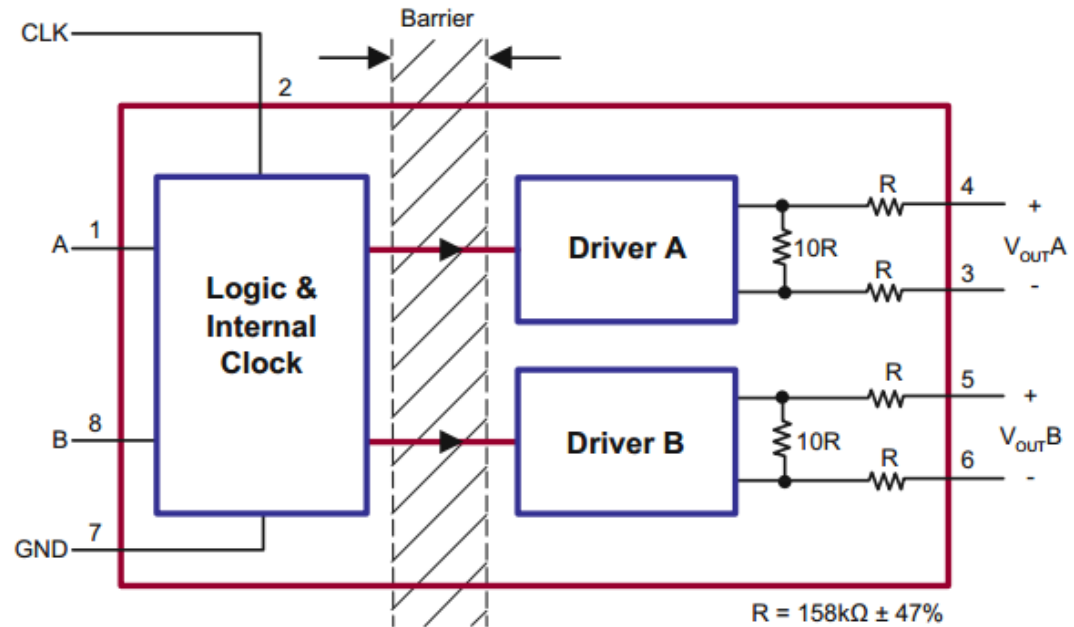 Barrier
CLK
2
R
4
+
1
A
Driver A
10R
VOUTA
R
3
-
Logic &
Internal
Clock
R
5
+
8
B
Driver B
10R
VOUTB
R
6
-
7
GND
R = 158kΩ ± 47%